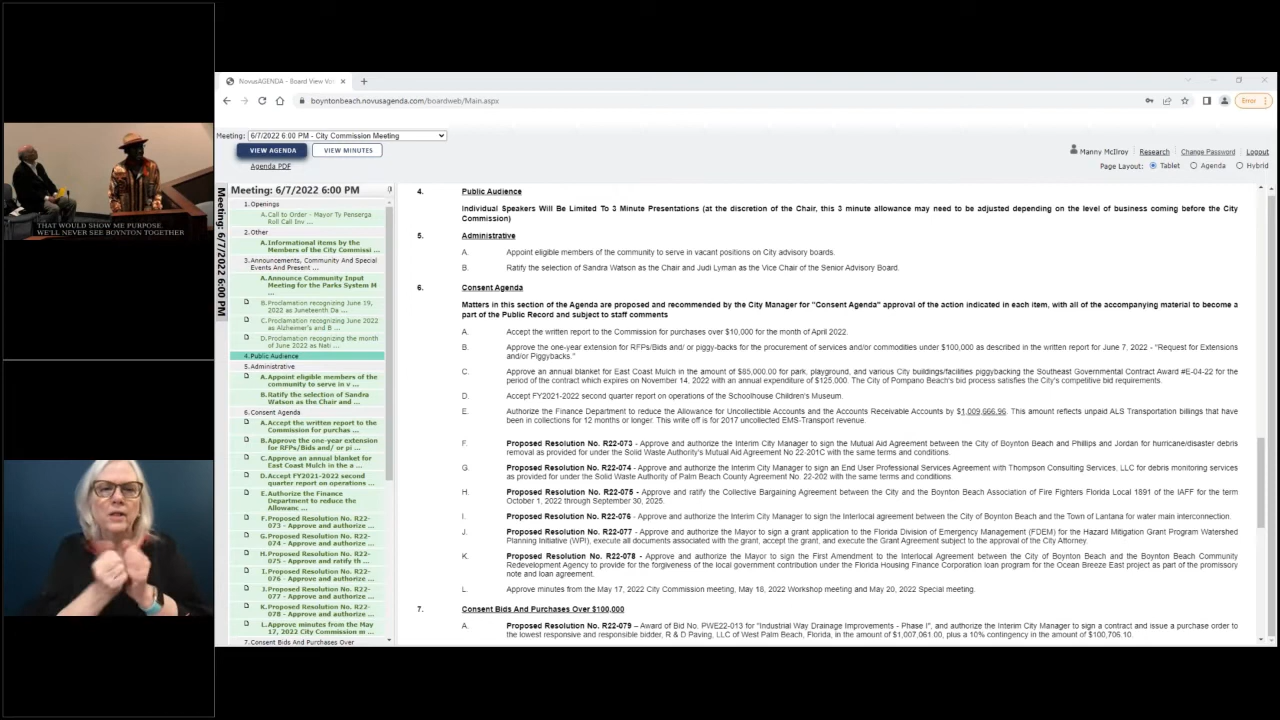 NovusAGENDA - Board View Ve
boyntonbeach.novusagenda.com/boardweb/Main.aspx
Error
Meeting: 6/7/2022 6:00 PM - City Commission Meeting
VIEW AGENDA VIEW MINUTES
Agenda PDF
Manny McIlroy Research Change Password Logout
Page Layout: Tablet Agenda Hybrid
THAT WOULD SHOW ME PURPOSE.
WE'LL NEVER SEE BOYNTON TOGETHER
Meeting: 6/7/2022 6:00 PM
Meeting: 6/7/2022 6:00 PM
1.Openings
A.Call to Order - Mayor Ty Penserga
Roll Call Inv ...
2.Other
A.Informational items by the
Members of the City Commissi ...
3.Announcements, Community And Special
Events And Present ...
A.Announce Community Input
Meeting for the Parks System M
...
B.Proclamation recognizing June 19,
2022 as Juneteenth Da ...
C.Proclamation recognizing June 2022
as Alzheimer's and B ...
D.Proclamation recognizing the month
of June 2022 as Nati ...
4.Public Audience
5.Administrative
A.Appoint eligible members of the
community to serve in v ...
B.Ratify the selection of Sandra
Watson as the Chair and ...
6.Consent Agenda
A.Accept the written report to the
Commission for purchas ...
B.Approve the one-year extension
for RFPs/Bids and/ or pi ...
C.Approve an annual blanket for
East Coast Mulch in the a ...
D.Accept FY2021-2022 second
quarter report on operations ...
E.Authorize the Finance
Department to reduce the
Allowanc ...
F.Proposed Resolution No. R22-
073 - Approve and authorize ...
G.Proposed Resolution No. R22-
074 - Approve and authorize ...
H.Proposed Resolution No. R22-
075 - Approve and ratify th ...
I.Proposed Resolution No. R22-
076 - Approve and authorize ...
J.Proposed Resolution No. R22-
077 - Approve and authorize ...
K.Proposed Resolution No. R22-
078 - Approve and authorize ...
L.Approve minutes from the May
17, 2022 City Commission m ...
7.Consent Bids And Purchases Over
4. Public Audience
Individual Speakers Will Be Limited To 3 Minute Presentations (at the discretion of the Chair, this 3 minute allowance may need to be adjusted depending on the level of business coming before the City
Commission)
5. Administrative
A. Appoint eligible members of the community to serve in vacant positions on City advisory boards.
B. Ratify the selection of Sandra Watson as the Chair and Judi Lyman as the Vice Chair of the Senior Advisory Board.
6. Consent Agenda
Matters in this section of the Agenda are proposed and recommended by the City Manager for "Consent Agenda" approval of the action indicated in each item, with all of the accompanying material to become a
part of the Public Record and subject to staff comments
A. Accept the written report to the Commission for purchases over $10,000 for the month of April 2022.
B. Approve the one-year extension for RFPs/Bids and/ or piggy-backs for the procurement of services and/or commodities under $100,000 as described in the written report for June 7, 2022 - "Request for Extensions
and/or Piggybacks."
C. Approve an annual blanket for East Coast Mulch in the amount of $85,000.00 for park, playground, and various City buildings/facilities piggybacking the Southeast Governmental Contract Award #E-04-22 for the
period of the contract which expires on November 14, 2022 with an annual expenditure of $125,000. The City of Pompano Beach's bid process satisfies the City's competitive bid requirements.
D. Accept FY2021-2022 second quarter report on operations of the Schoolhouse Children's Museum.
E. Authorize the Finance Department to reduce the Allowance for Uncollectible Accounts and the Accounts Receivable Accounts by $1,009,666.96. This amount reflects unpaid ALS Transportation billings that have
been in collections for 12 months or longer. This write off is for 2017 uncollected EMS-Transport revenue.
F. Proposed Resolution No. R22-073 - Approve and authorize the Interim City Manager to sign the Mutual Aid Agreement between the City of Boynton Beach and Phillips and Jordan for hurricane/disaster debris
removal as provided for under the Solid Waste Authority's Mutual Aid Agreement No 22-201C with the same terms and conditions.
G. Proposed Resolution No. R22-074 - Approve and authorize the Interim City Manager to sign an End User Professional Services Agreement with Thompson Consulting Services, LLC for debris monitoring services
as provided for under the Solid Waste Authority of Palm Beach County Agreement No. 22-202 with the same terms and conditions.
H. Proposed Resolution No. R22-075 - Approve and ratify the Collective Bargaining Agreement between the City and the Boynton Beach Association of Fire Fighters Florida Local 1891 of the IAFF for the term
October 1, 2022 through September 30, 2025.
I. Proposed Resolution No. R22-076 - Approve and authorize the Interim City Manager to sign the Interlocal agreement between the City of Boynton Beach and the Town of Lantana for water main interconnection.
J. Proposed Resolution No. R22-077 - Approve and authorize the Mayor to sign a grant application to the Florida Division of Emergency Management (FDEM) for the Hazard Mitigation Grant Program Watershed
Planning Initiative (WPI), execute all documents associated with the grant, accept the grant, and execute the Grant Agreement subject to the approval of the City Attorney.
K. Proposed Resolution No. R22-078 - Approve and authorize the Mayor to sign the First Amendment to the Interlocal Agreement between the City of Boynton Beach and the Boynton Beach Community
Redevelopment Agency to provide for the forgiveness of the local government contribution under the Florida Housing Finance Corporation loan program for the Ocean Breeze East project as part of the promissory
note and loan agreement.
L. Approve minutes from the May 17, 2022 City Commission meeting, May 18, 2022 Workshop meeting and May 20, 2022 Special meeting.
7. Consent Bids And Purchases Over $100,000
A. Proposed Resolution No. R22-079 – Award of Bid No. PWE22-013 for "Industrial Way Drainage Improvements - Phase I", and authorize the Interim City Manager to sign a contract and issue a purchase order to
the lowest responsive and responsible bidder, R & D Paving, LLC of West Palm Beach, Florida, in the amount of $1,007,061.00, plus a 10% contingency in the amount of $100,706.10.